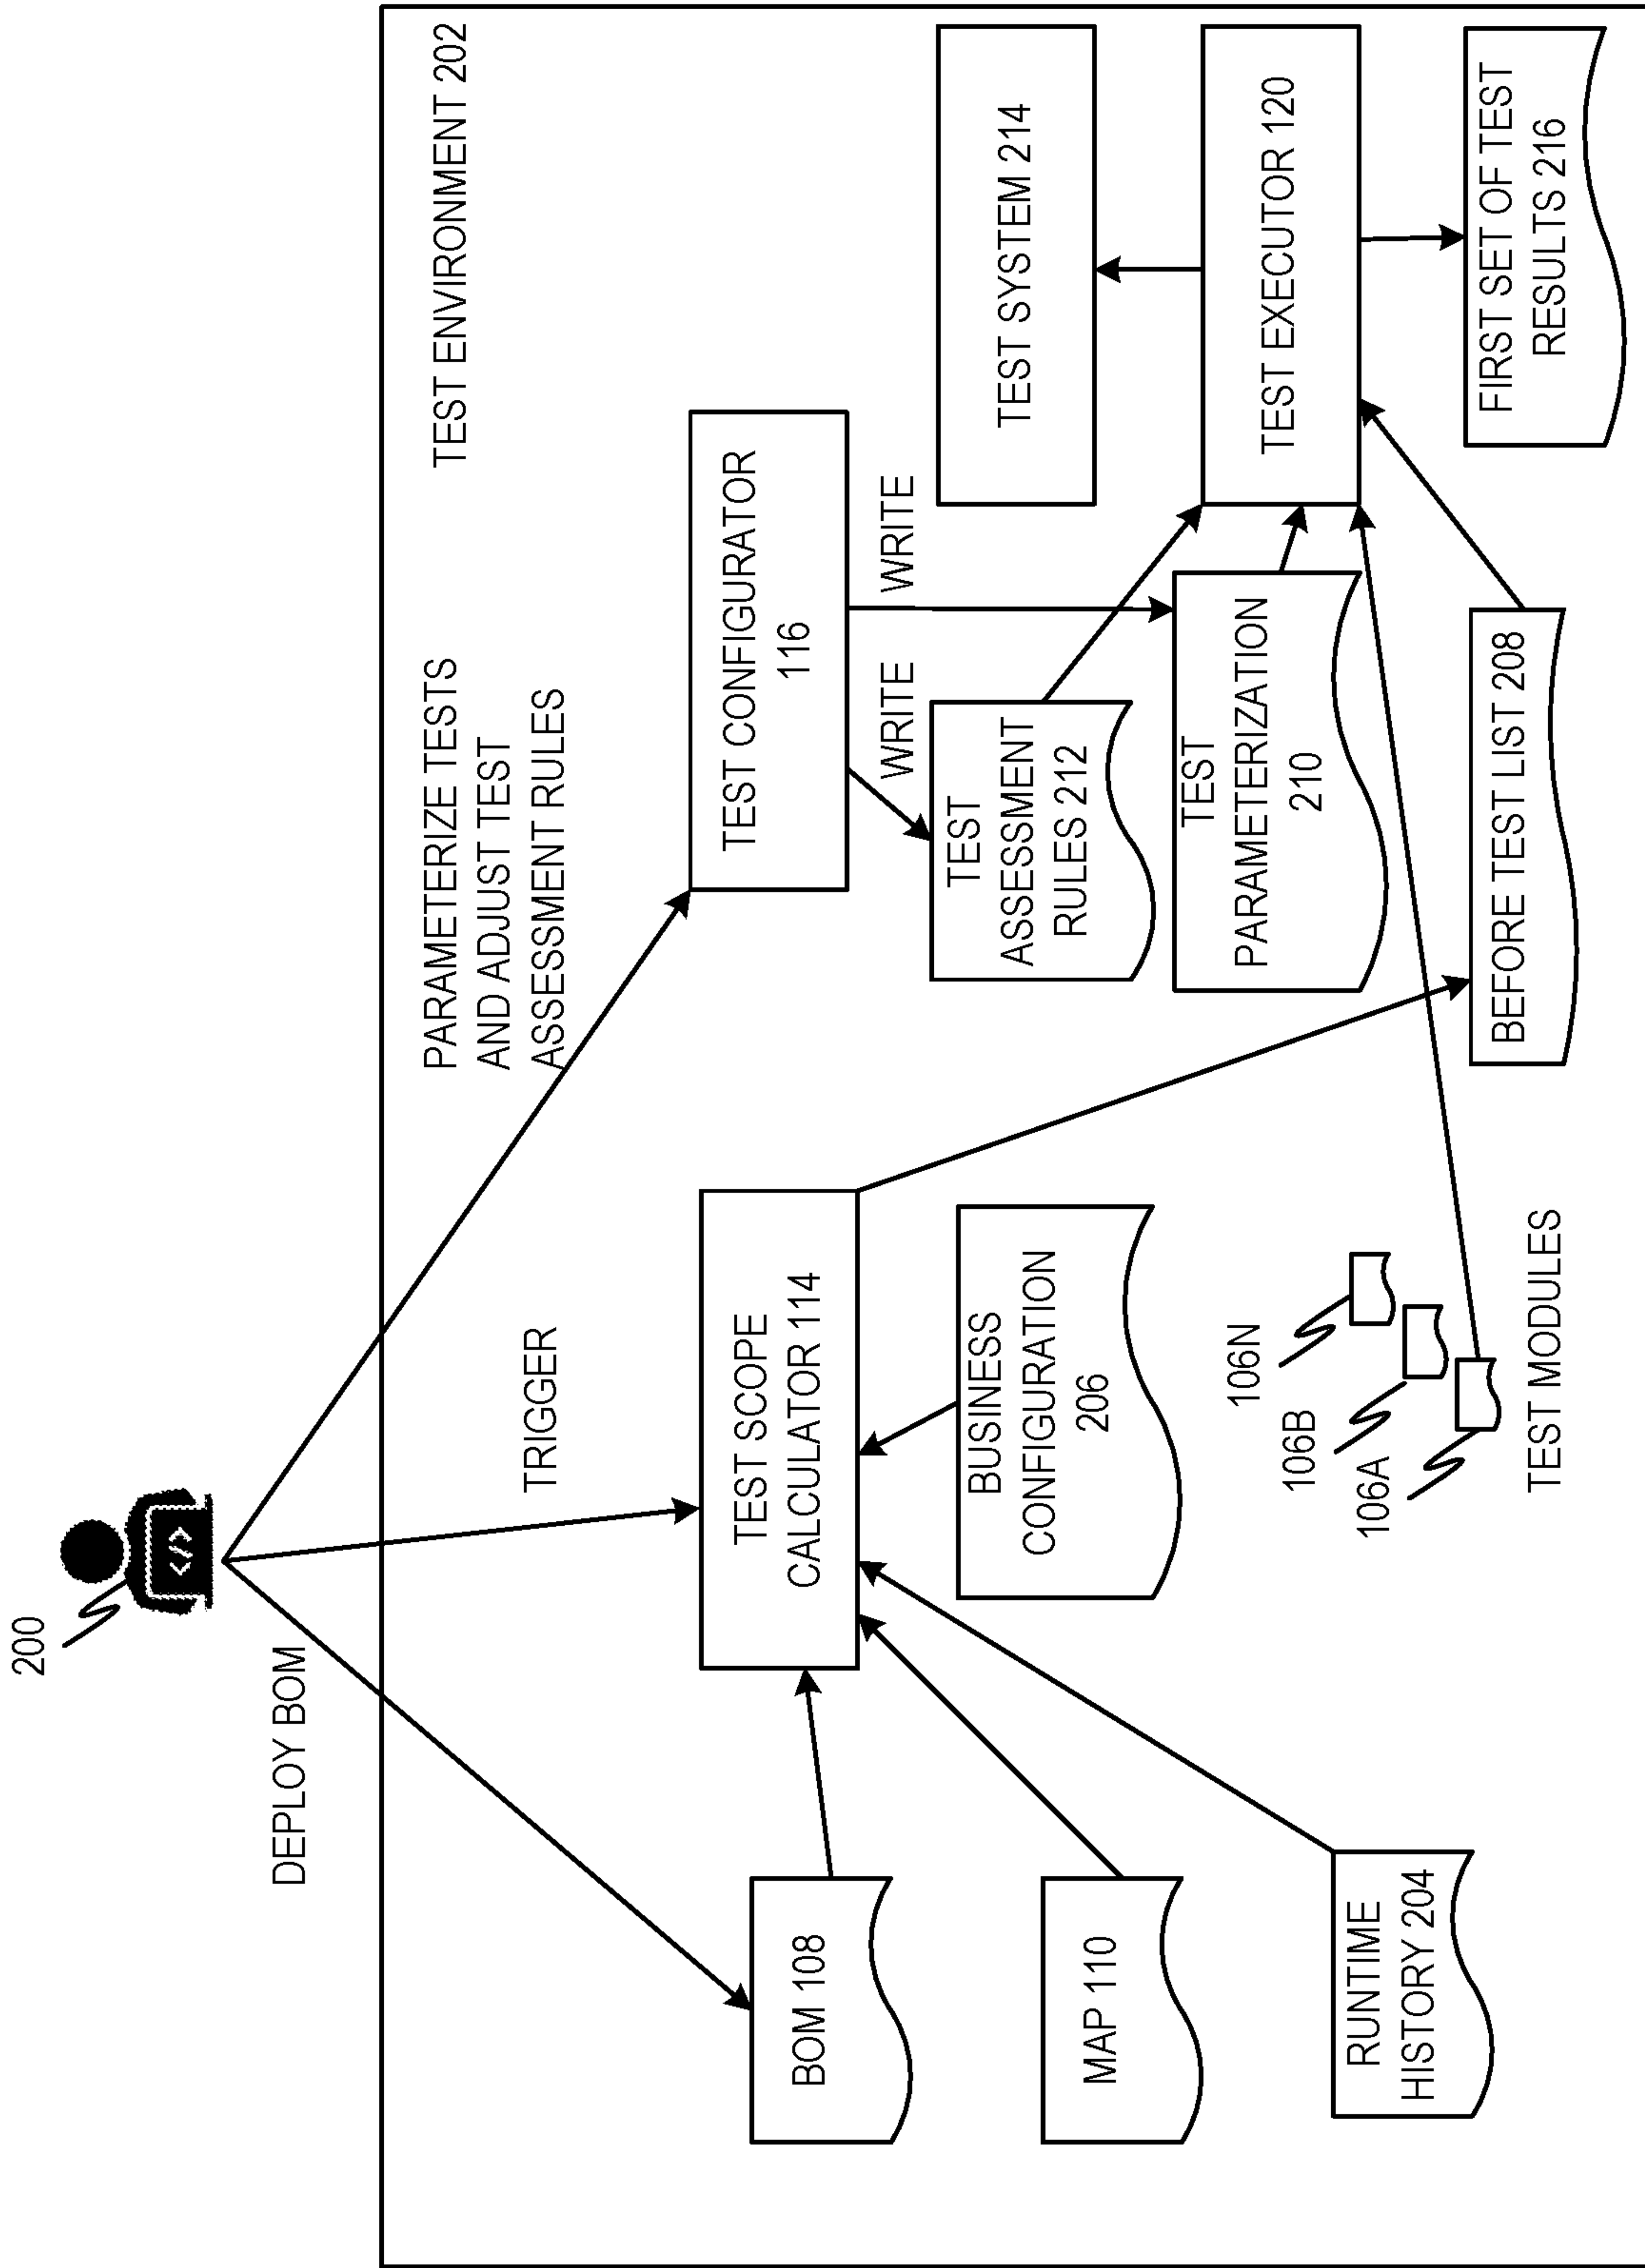 200
DEPLOY BOM
TRIGGER
PARAMETERIZE TESTS
AND ADJUST TEST
ASSESSMENT RULES
TEST ENVIRONMENT 202
BOM 108
MAP 110
RUNTIME
HISTORY 204
TEST SCOPE
CALCULATOR 114
BUSINESS
CONFIGURATION
206
106N
106B
106A
TEST MODULES
TEST CONFIGURATOR
116
WRITE
WRITE
TEST
ASSESSMENT
RULES 212
TEST
PARAMETERIZATION
210
BEFORE TEST LIST 208
TEST SYSTEM 214
TEST EXECUTOR 120
FIRST SET OF TEST
RESULTS 216